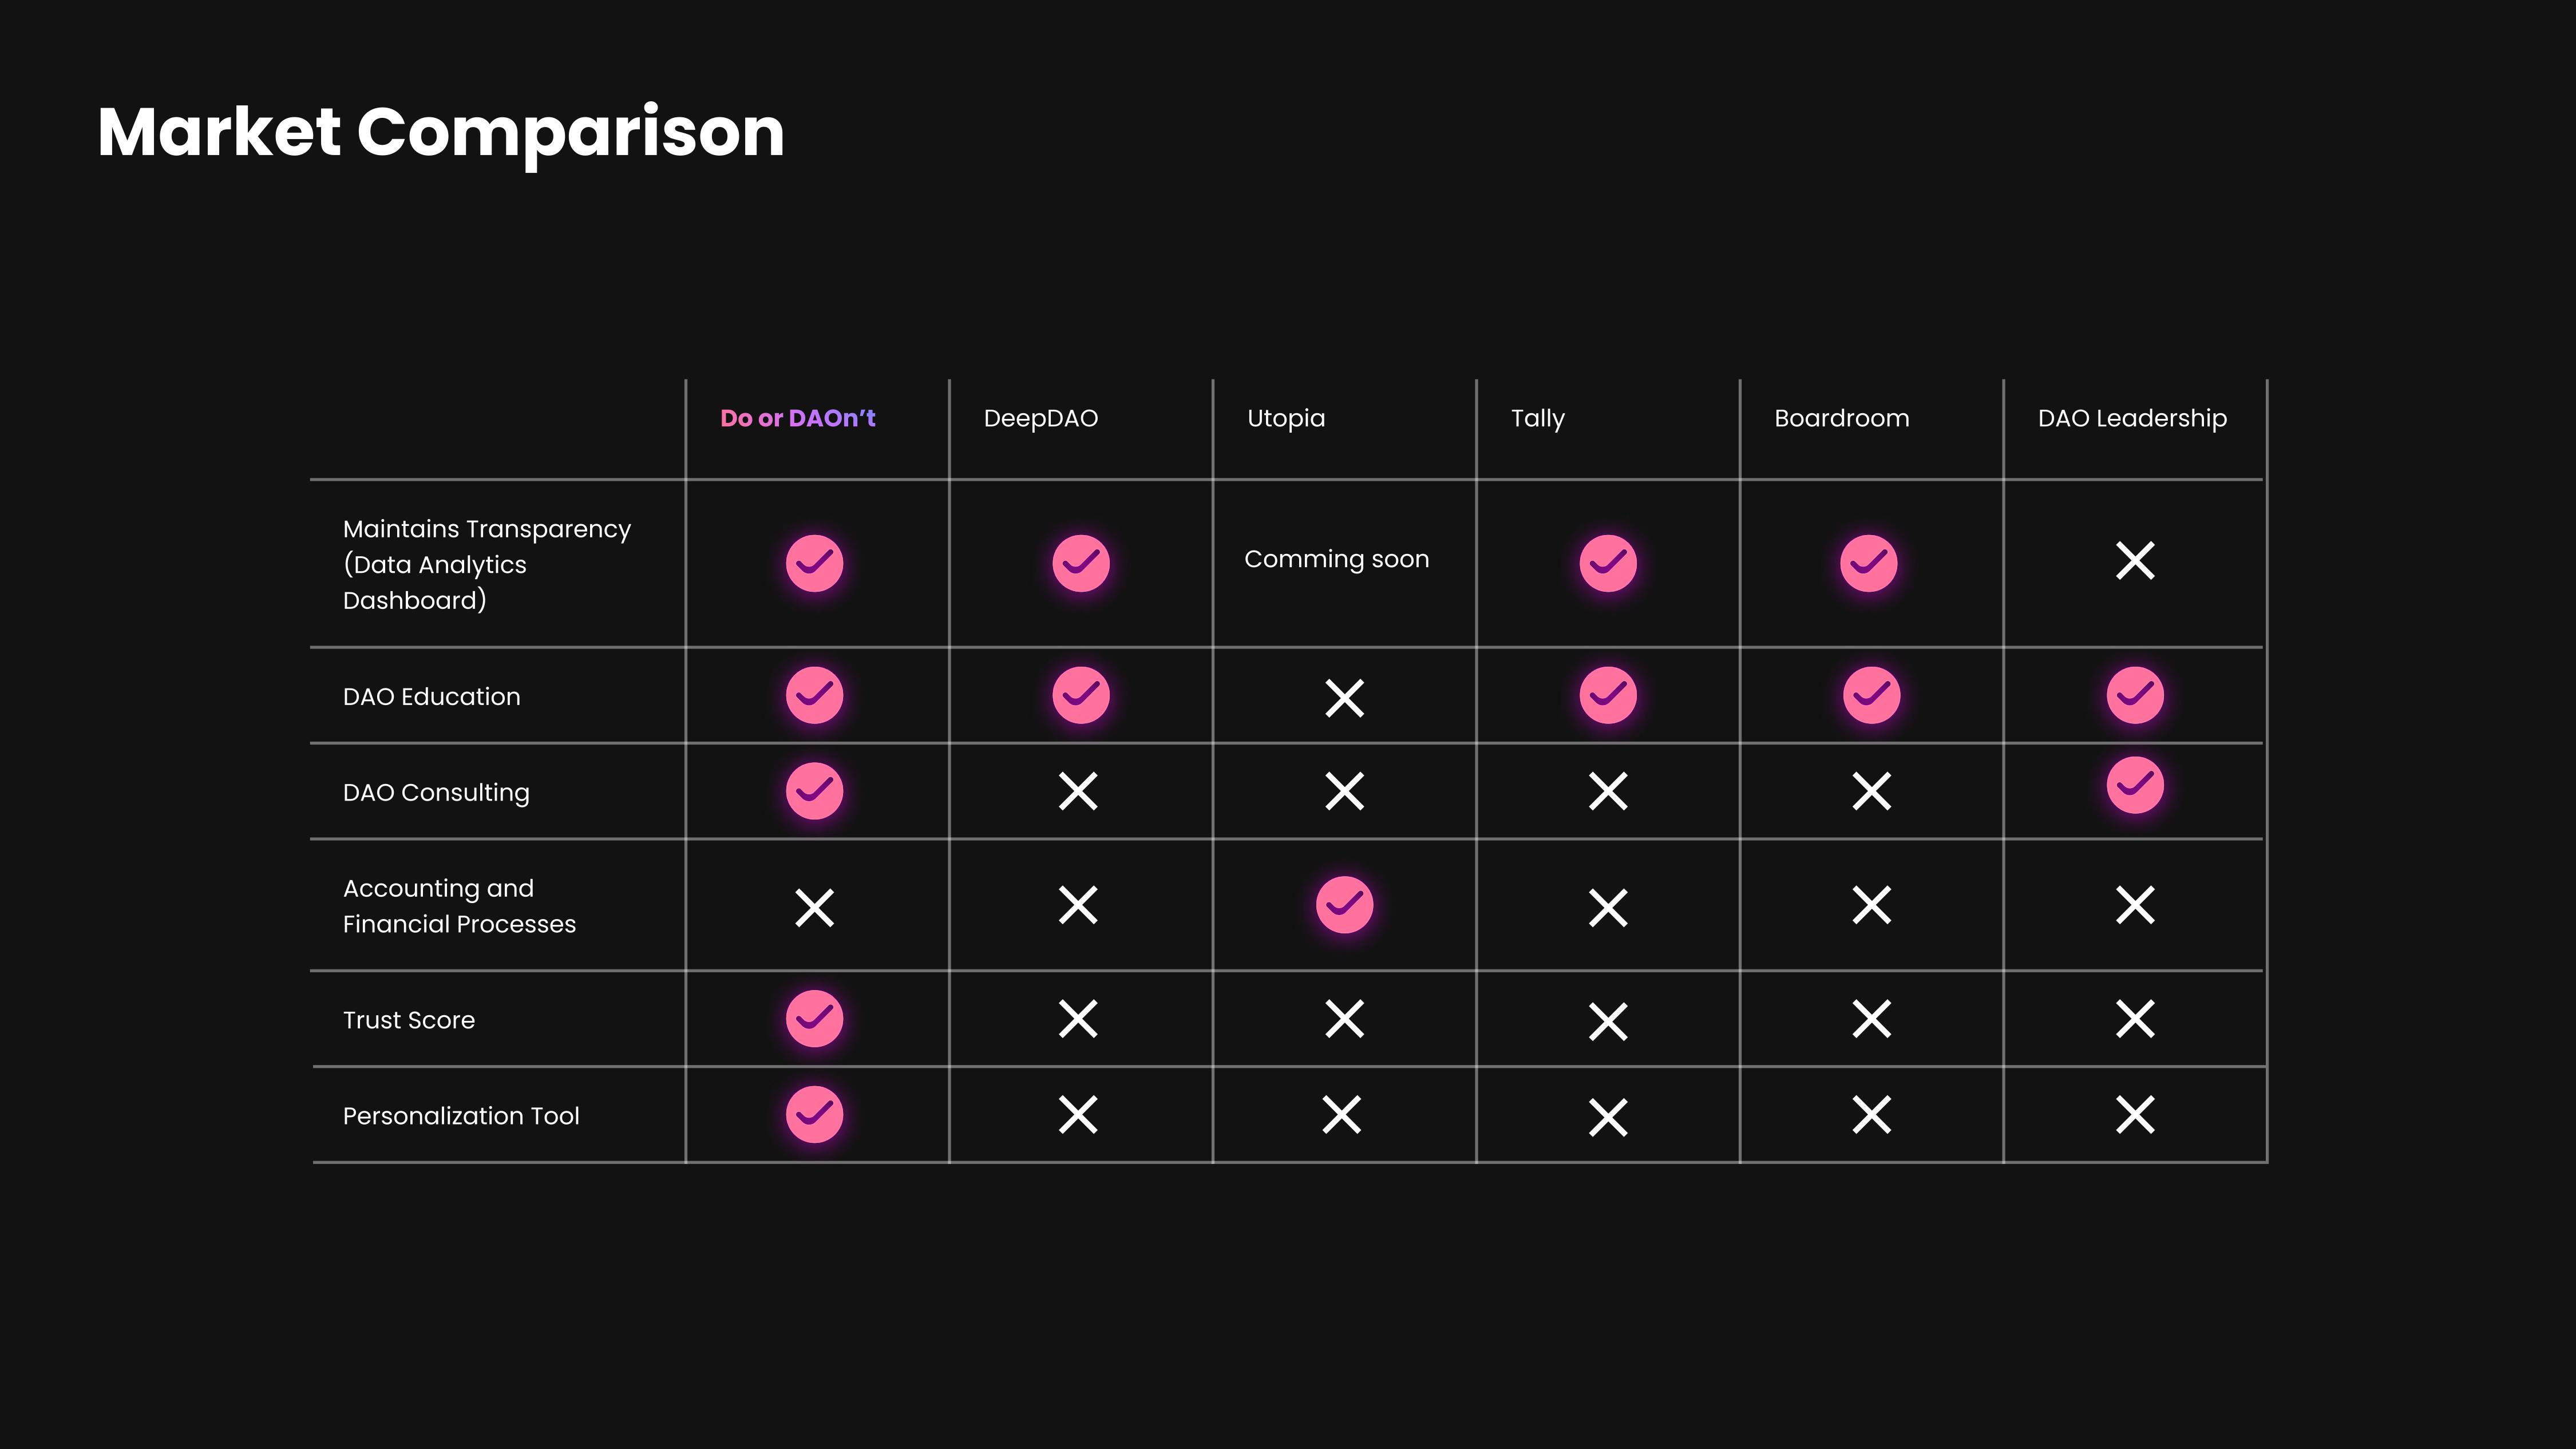 Market Comparison
Do or DAOn’t
DeepDAO
Utopia
Tally
Boardroom
DAO Leadership
Maintains Transparency
(Data Analytics
Dashboard)
Comming soon
DAO Education
DAO Consulting
Accounting and
Financial Processes
Trust Score
Personalization Tool